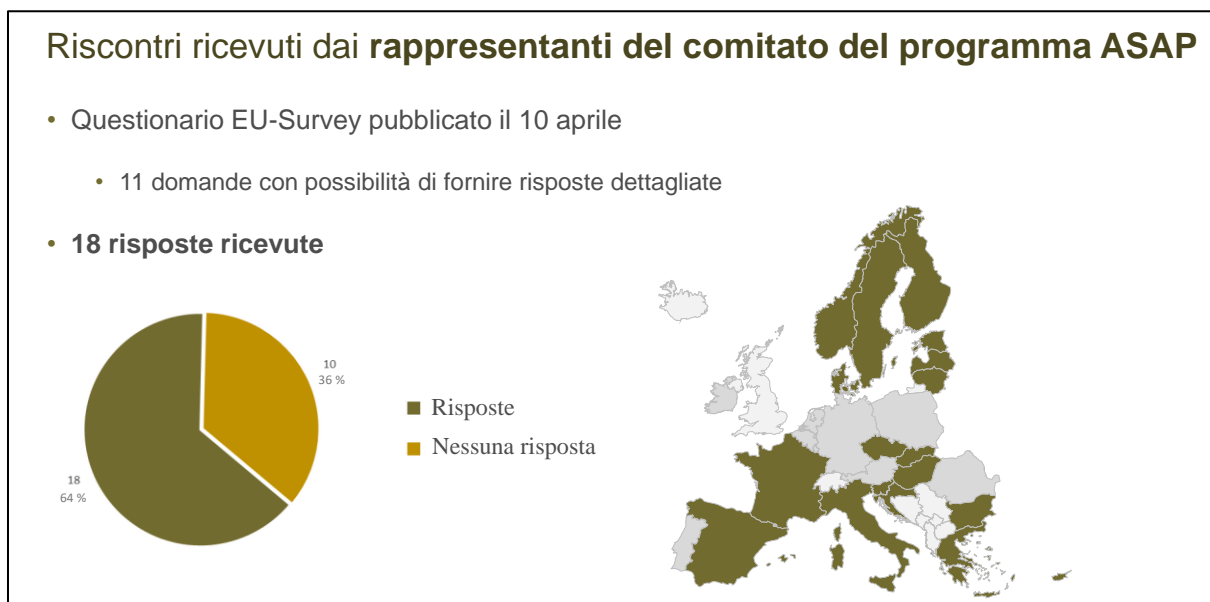 Riscontri ricevuti dai rappresentanti del comitato del programma ASAP
• Questionario EU-Survey pubblicato il 10 aprile
• 11 domande con possibilità di fornire risposte dettagliate
• 18 risposte ricevute
10
36 %
18
64 %
Risposte
Nessuna risposta